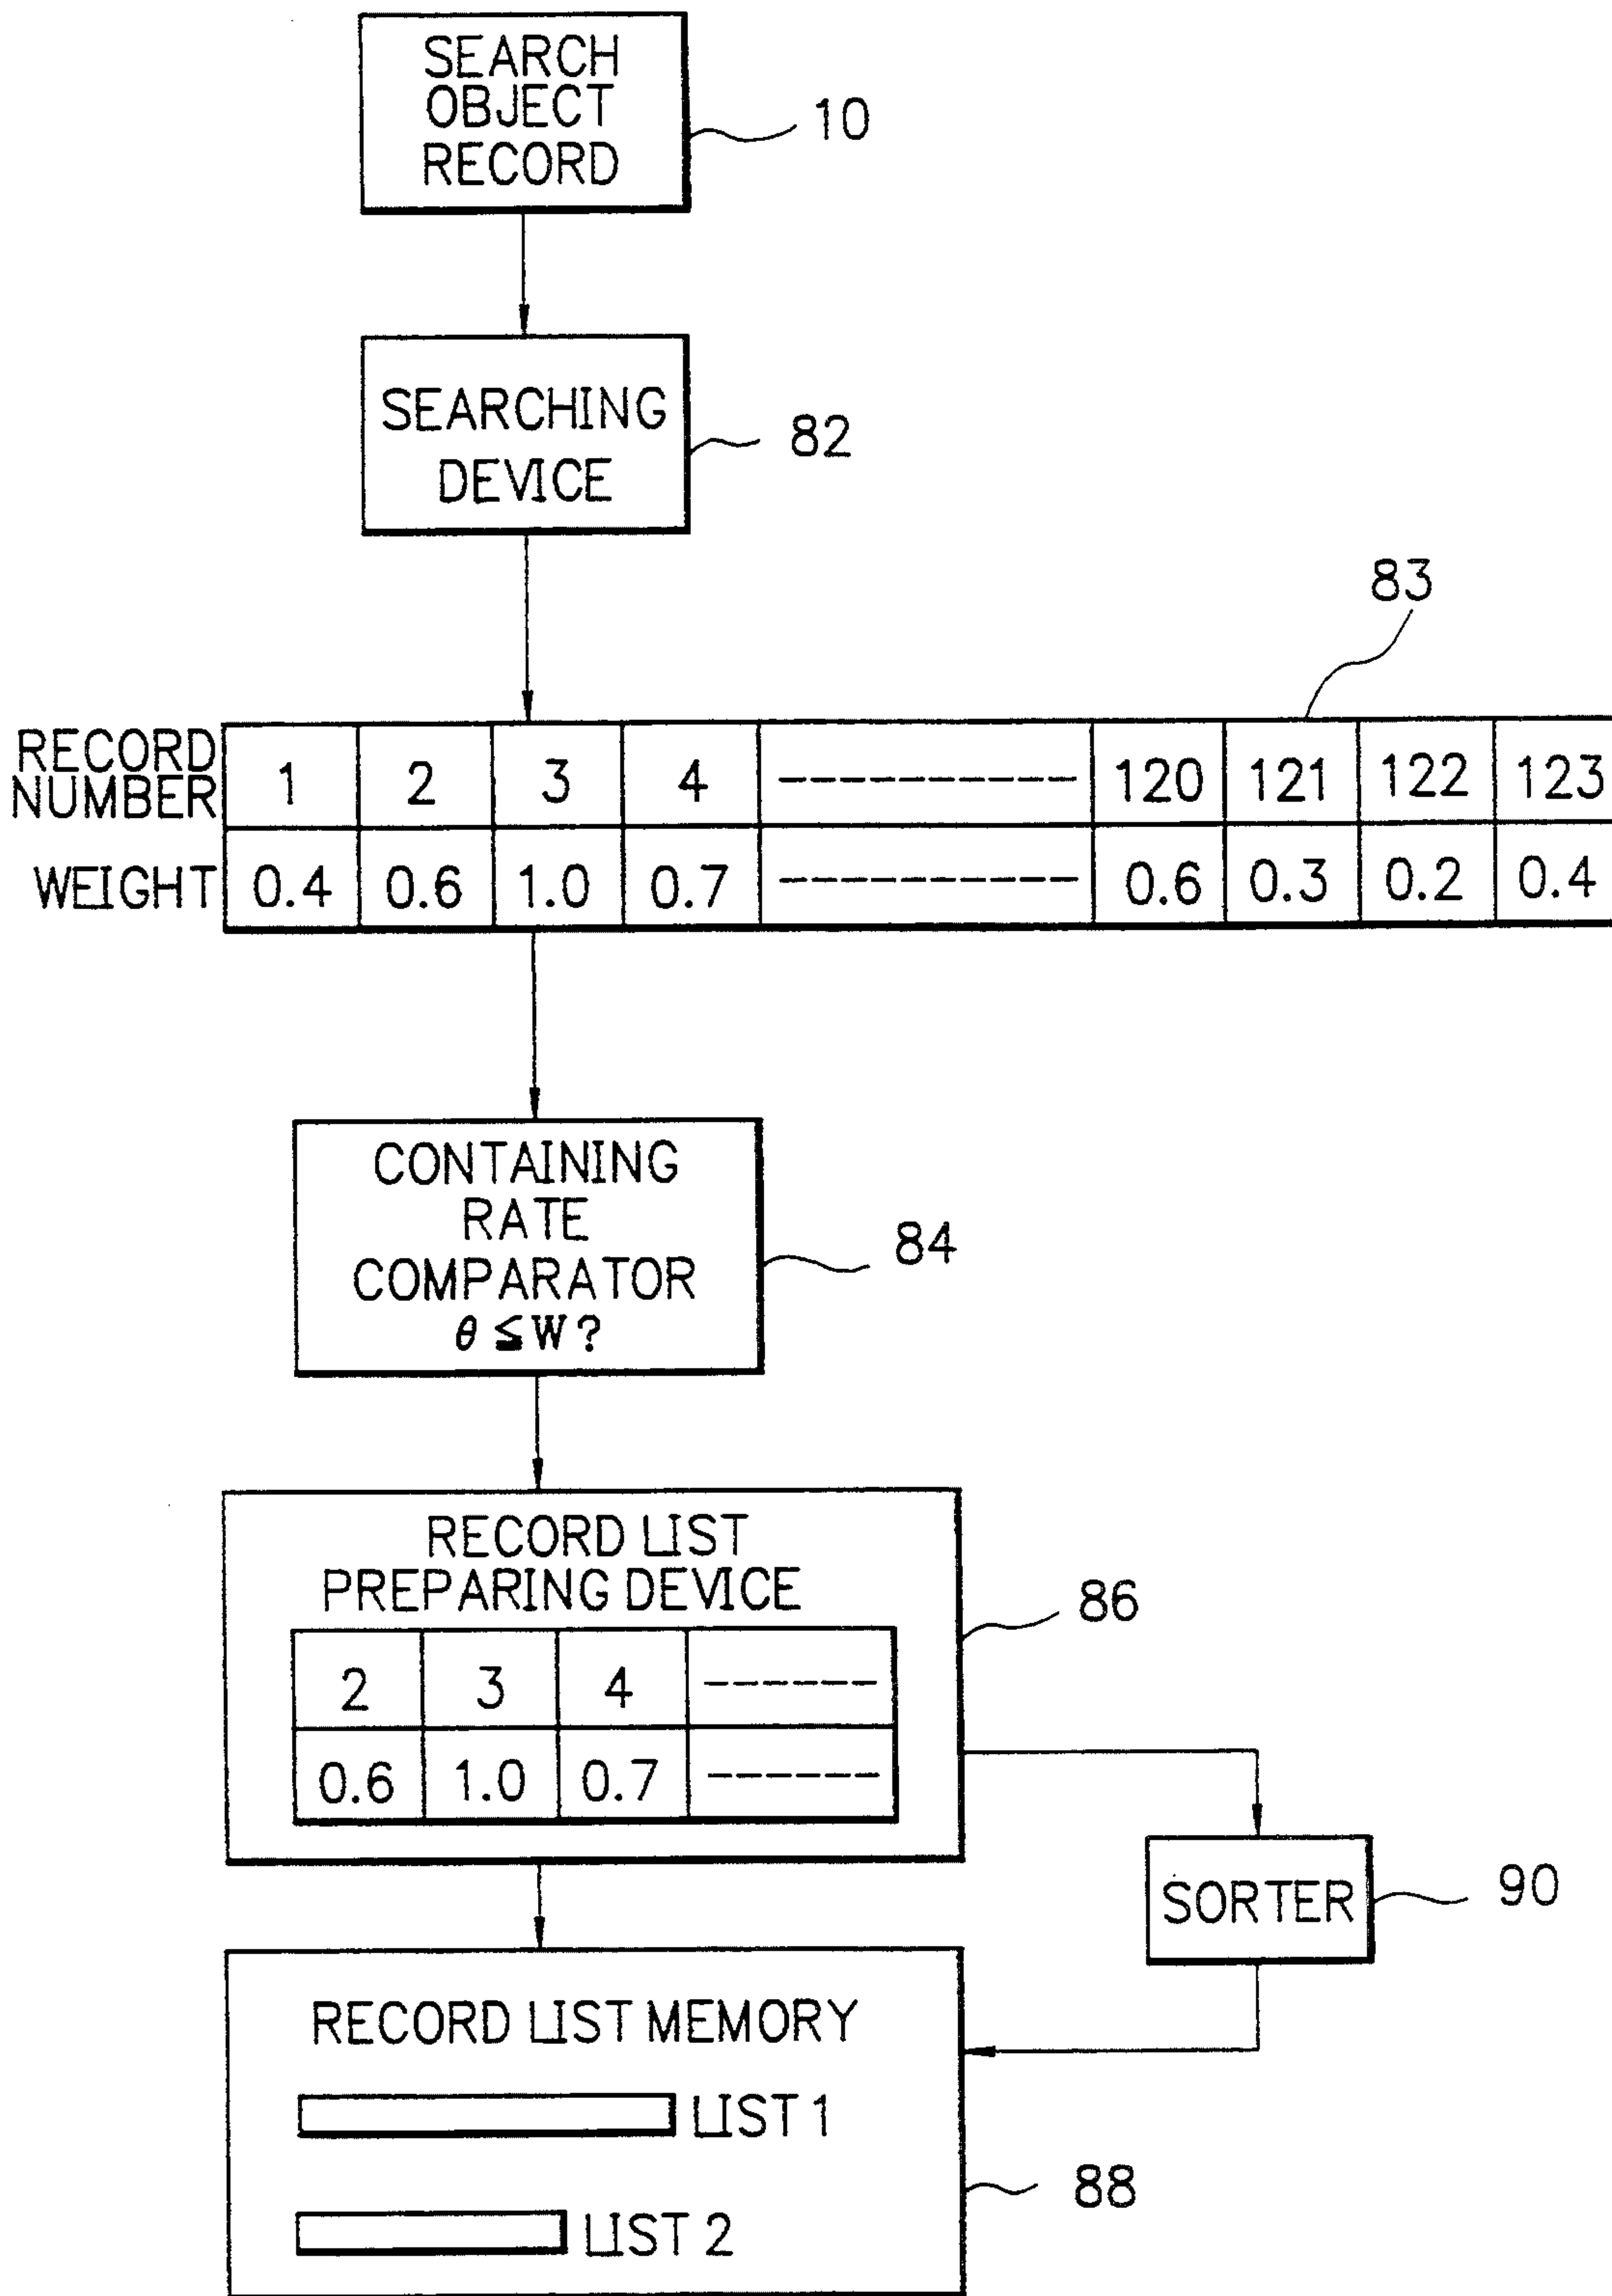 SEARCH
OBJECT
RECORD
10
SEARCHING
DEVICE
82
83
RECORD
NUMBER
1 2 3 4 ---------- 120 121 122 123
WEIGHT 0.4 0.6 1.0 0.7 ---------- 0.6 0.3 0.2 0.4
CONTAINING
RATE
COMPARATOR
θ ≦ W ?
84
RECORD LIST
PREPARING DEVICE
86
2 3 4 ------
0.6 1.0 0.7 ------
SORTER
90
RECORD LIST MEMORY
LIST 1
88
LIST 2